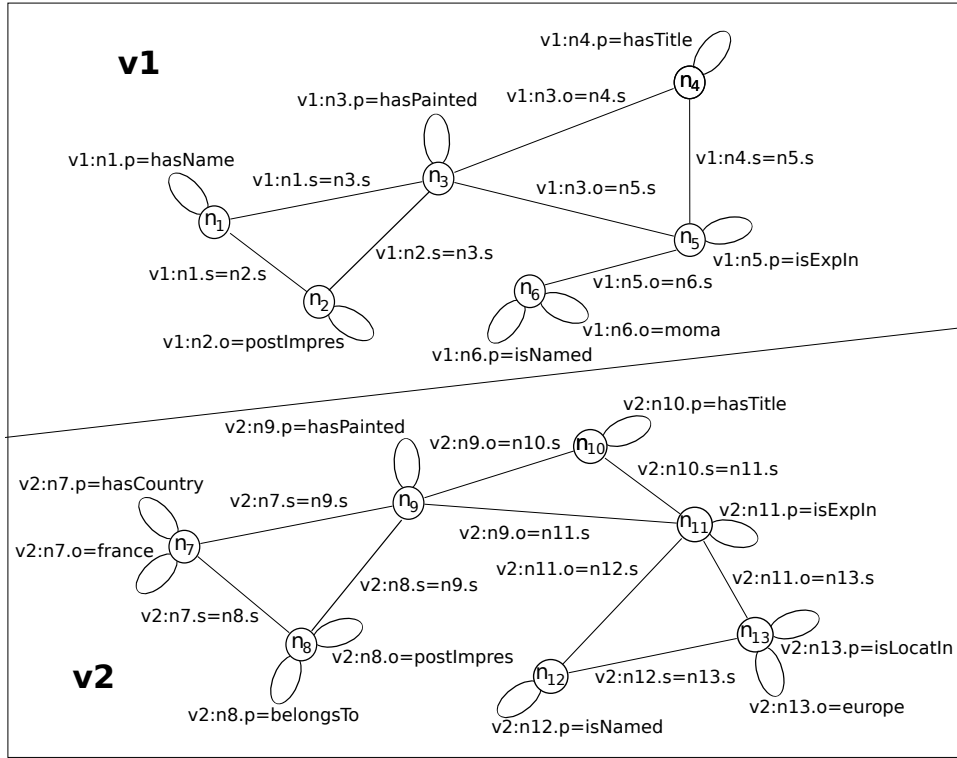 v1:n4.p=hasTitle
v1
n4
v1:n3.p=hasPainted
v1:n3.o=n4.s
v1:n1.p=hasName
v1:n1.s=n3.s
n3
v1:n3.o=n5.s
v1:n4.s=n5.s
n1
n5
v1:n2.s=n3.s
v1:n5.p=isExpIn
v1:n1.s=n2.s
v1:n5.o=n6.s
n2
n6
v1:n2.o=postImpres
v1:n6.o=moma
v1:n6.p=isNamed
v2:n10.p=hasTitle
v2:n9.p=hasPainted
v2:n9.o=n10.s
n10
v2:n10.s=n11.s
v2:n7.p=hasCountry
v2:n7.s=n9.s
n9
v2:n11.p=isExpIn
n11
v2:n9.o=n11.s
v2:n7.o=france
n7
v2:n11.o=n12.s
v2:n11.o=n13.s
v2:n8.s=n9.s
v2:n7.s=n8.s
n8
n13
v2:n13.p=isLocatIn
v2:n8.o=postImpres
v2
n12
v2:n12.s=n13.s
v2:n13.o=europe
v2:n8.p=belongsTo
v2:n12.p=isNamed